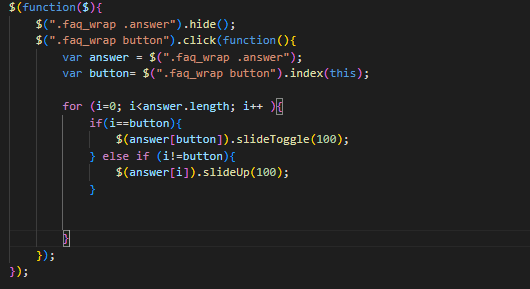 $(function($){
$(".faq_wrap .answer").hide();
$(".faq_wrap button").click(function(){
var answer = $(".faq_wrap .answer");
var button= $(".faq_wrap button").index(this);
for (i=0; i<answer.length; i++ ){
if(i==button){
$(answer[button]).slideToggle(100);
} else if (i!=button){
$(answer[i]).slideUp(100);
}
}
});
});